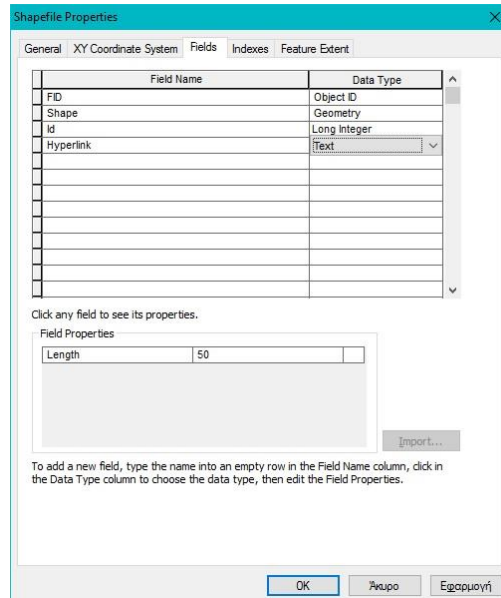 Shapefile Properties
General XY Coordinate System Fields Indexes Feature Extent
Field Name Data Type
FID Object ID
Shape Geometry
Id Long Integer
Hyperlink Text
Click any field to see its properties.
Field Properties
Length 50
Import...
To add a new field, type the name into an empty row in the Field Name column, click in
the Data Type column to choose the data type, then edit the Field Properties.
OK Άκυρο Εφαρμογή